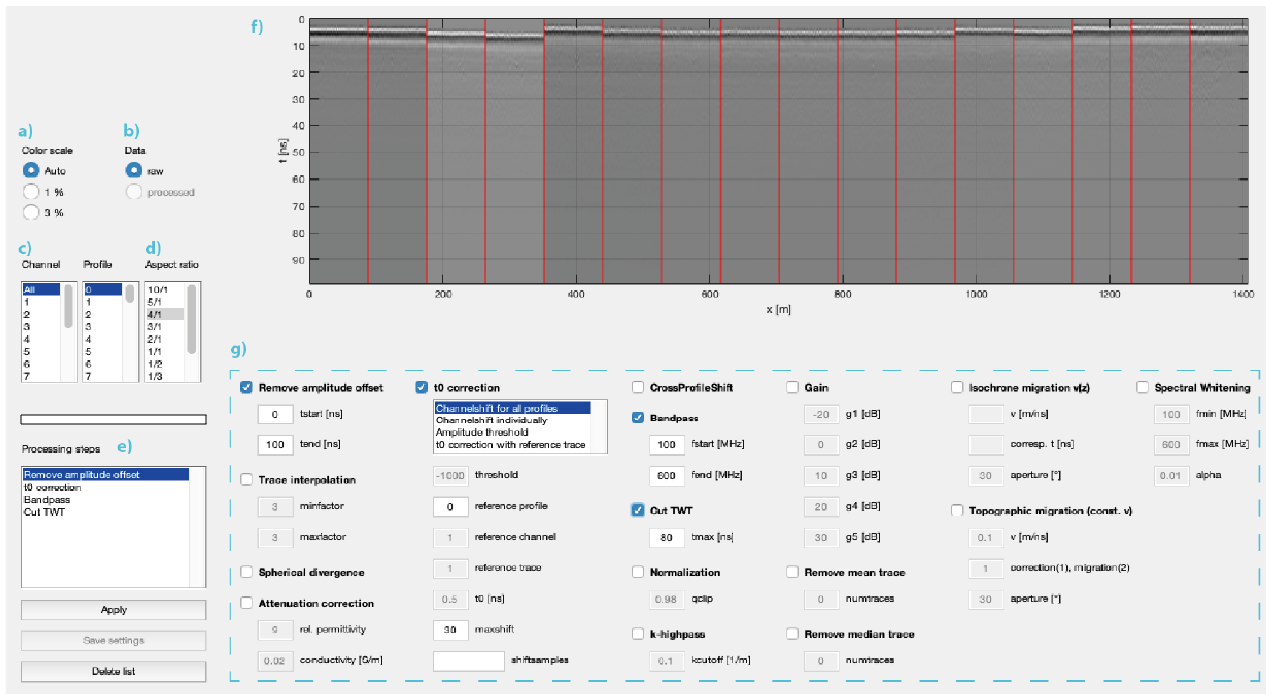 f)
0
10
20
30
40
50
60
70
80
90
t [ns]
0
200
400
600
800
1000
1200
1400
x [m]
a)
Color scale
Auto
1 %
3 %
b)
Data
raw
processed
c)
Channel
All
1
2
3
4
5
6
7
Profile
0
1
2
3
4
5
6
7
d)
Aspect ratio
10/1
5/1
4/1
3/1
2/1
1/1
1/2
1/3
Processing steps
e)
Remove amplitude offset
t0 correction
Bandpass
Cut TWT
Apply
Save settings
Delete list
g)
Remove amplitude offset
0 tstart [ns]
100 tend [ns]
Trace interpolation
3 minfactor
3 maxfactor
Spherical divergence
Attenuation correction
9 rel. permittivity
0.02 conductivity [S/m]
t0 correction
Channelshift for all profiles
Channelshift individually
Amplitude threshold
t0 correction with reference trace
-1000 threshold
0 reference profile
1 reference channel
1 reference trace
0.5 t0 [ns]
30 maxshift
shiftsamples
CrossProfileShift
Bandpass
100 fstart [MHz]
600 fend [MHz]
Cut TWT
80 tmax [ns]
Normalization
0.98 qclip
k-highpass
0.1 kcutoff [1/m]
Gain
-20 g1 [dB]
0 g2 [dB]
10 g3 [dB]
20 g4 [dB]
30 g5 [dB]
Remove mean trace
0 numtraces
Remove median trace
0 numtraces
Isochrone migration v(z)
v [m/ns]
corresp. t [ns]
30 aperture [°]
Topographic migration (const. v)
0.1 v [m/ns]
1 correction(1), migration(2)
30 aperture [°]
Spectral Whitening
100 fmin [MHz]
600 fmax [MHz]
0.01 alpha